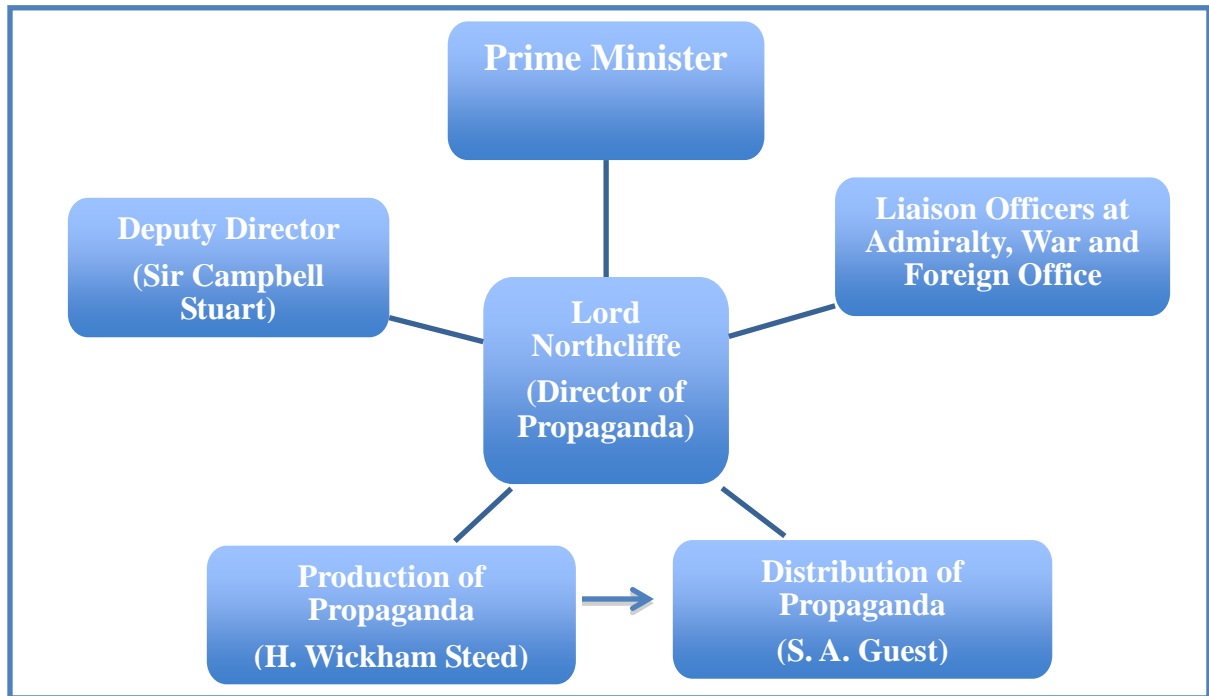 Prime Minister
Deputy Director
(Sir Campbell
Stuart)
Liaison Officers at
Admiralty, War and
Foreign Office
Lord
Northcliffe
(Director of
Propaganda)
Production of
Propaganda
(H. Wickham Steed)
Distribution of
Propaganda
(S. A. Guest)